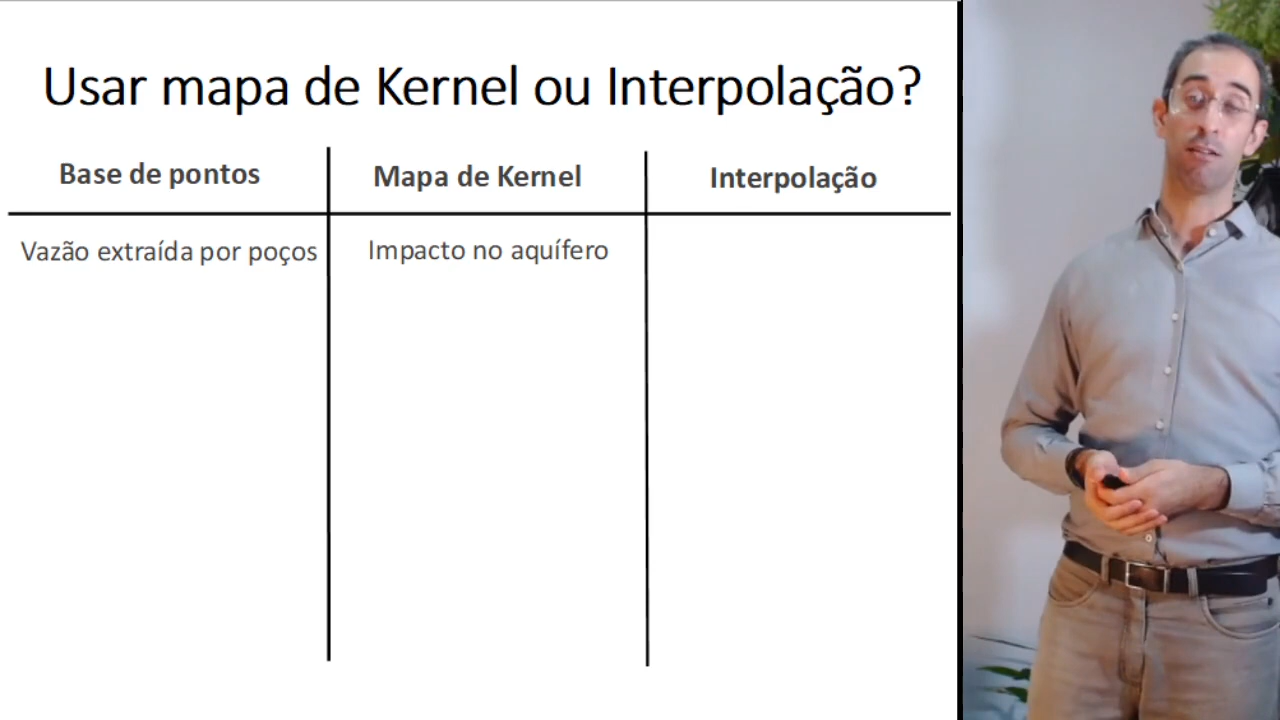 Usar mapa de Kernel ou Interpolação?
Base de pontos
Mapa de Kernel
Interpolação
Vazão extraída por poços
Impacto no aquífero